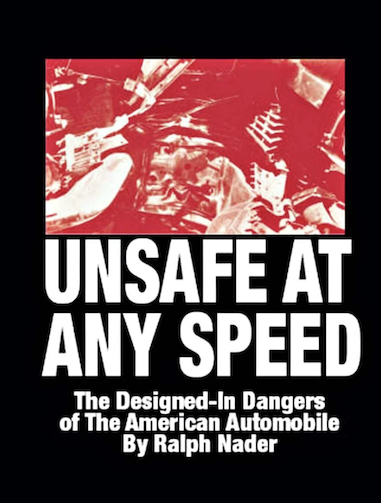 UNSAFE AT
ANY SPEED
The Designed-In Dangers
of The American Automobile
By Ralph Nader